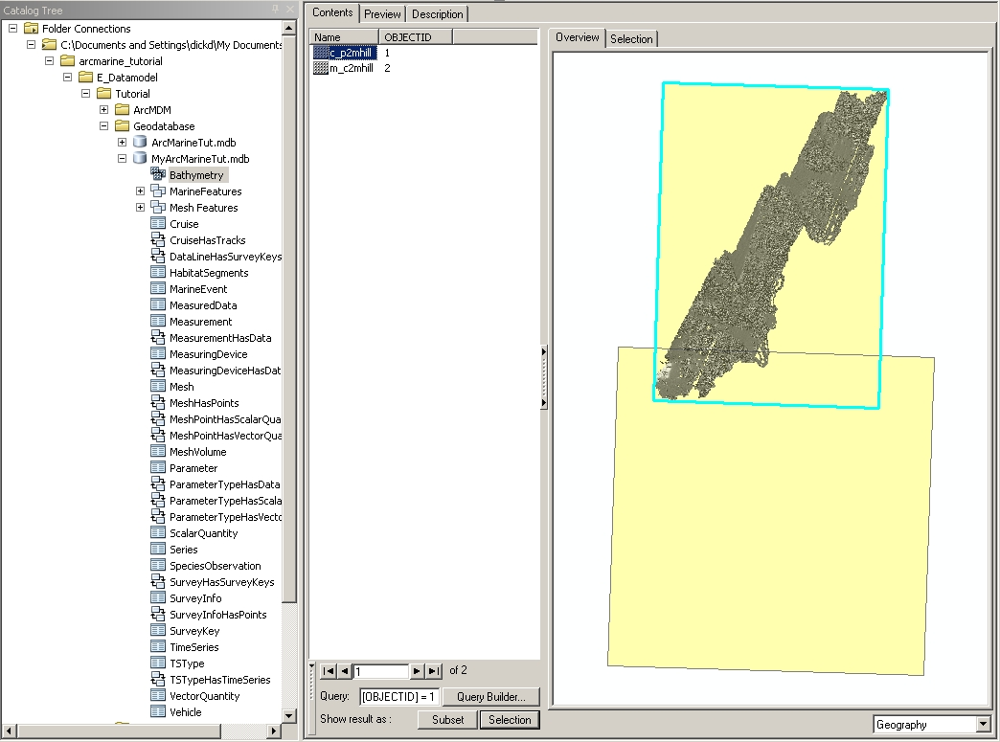 Catalog Tree
Folder Connections
C:\Documents and Settings\dickd\My Documents
arcmarine_tutorial
E_Datamodel
Tutorial
ArcMDM
Geodatabase
ArcMarineTut.mdb
MyArcMarineTut.mdb
Bathymetry
MarineFeatures
Mesh Features
Cruise
CruiseHasTracks
DataLineHasSurveyKeys
HabitatSegments
MarineEvent
MeasuredData
Measurement
MeasurementHasData
MeasuringDevice
MeasuringDeviceHasDat
Mesh
MeshHasPoints
MeshPointHasScalarQua
MeshPointHasVectorQua
MeshVolume
Parameter
ParameterTypeHasData
ParameterTypeHasScala
ParameterTypeHasVecto
ScalarQuantity
Series
SpeciesObservation
SurveyHasSurveyKeys
SurveyInfo
SurveyInfoHasPoints
SurveyKey
TimeSeries
TSType
TSTypeHasTimeSeries
VectorQuantity
Vehicle
Contents Preview Description
Name OBJECTID
c_p2mhill 1
m_c2mhill 2
1 of 2
Query: [OBJECTID] = 1 Query Builder...
Show result as : Subset Selection
Overview Selection
Geography